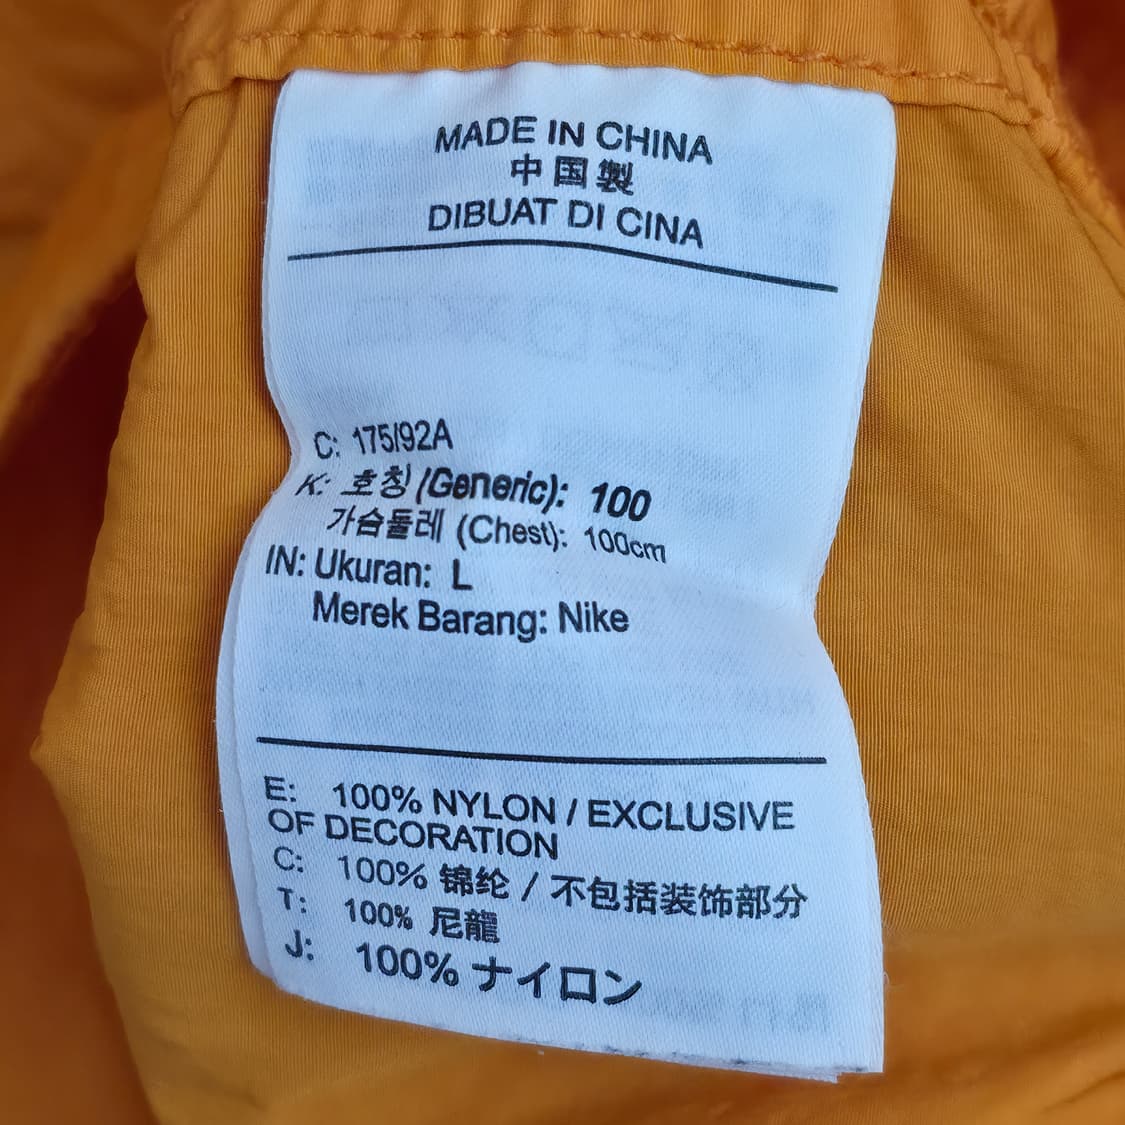 MADE IN CHINA
中国製
DIBUAT DI CINA
C: 175/92A
K: 호칭 (Generic): 100
가슴둘레 (Chest): 100cm
IN: Ukuran: L
Merek Barang: Nike
E: 100% NYLON / EXCLUSIVE
OF DECORATION
C: 100% 锦纶 / 不包括装饰部分
T: 100% 尼龍
J: 100% ナイロン